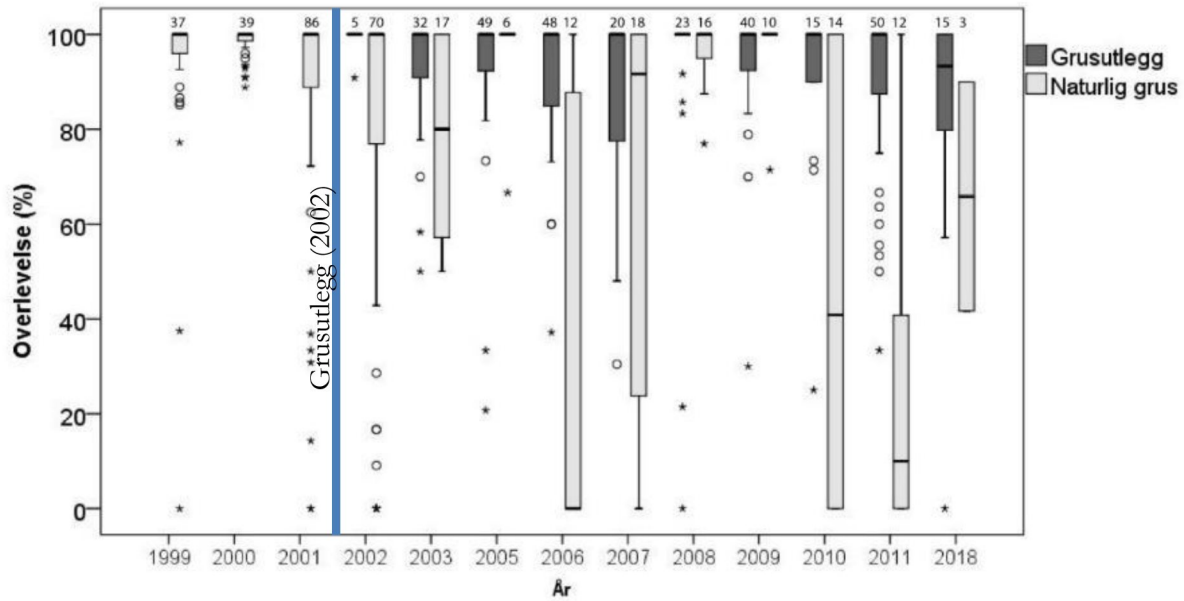 37 39 86 5 70 32 17 49 6 48 12 20 18 23 16 40 10 15 14 50 12 15 3
100
80
60
40
20
0
Overlevelse (%)
Grusutlegg (2002)
Grusutlegg
Naturlig grus
1999 2000 2001 2002 2003 2005 2006 2007 2008 2009 2010 2011 2018
År